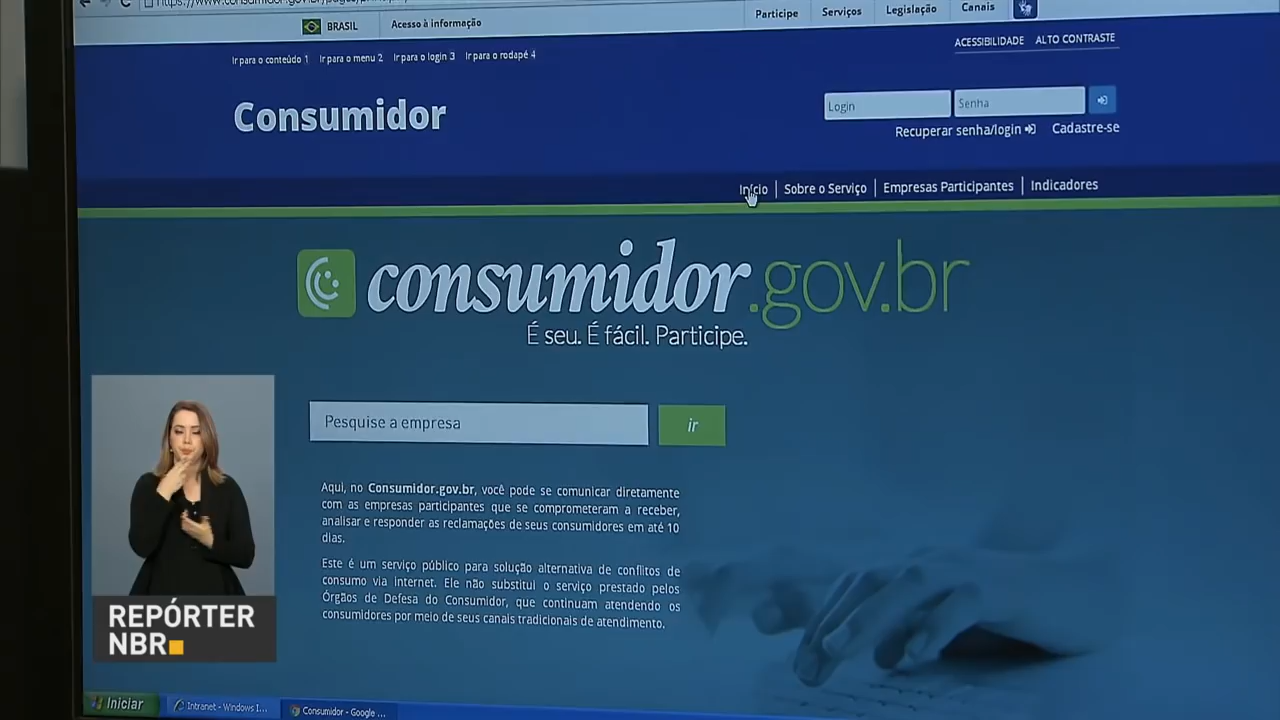 BRASIL
Acesso à informação
Participe
Serviços
Legislação
Canais
Ir para o conteúdo 1 Ir para o menu 2 Ir para o login 3 Ir para o rodapé 4
ACESSIBILIDADE ALTO CONTRASTE
Consumidor
Login
Senha
Recuperar senha/login
Cadastre-se
Início
Sobre o Serviço
Empresas Participantes
Indicadores
consumidor.gov.br
É seu. É fácil. Participe.
Pesquise a empresa
ir
Aqui, no Consumidor.gov.br, você pode se comunicar diretamente
com as empresas participantes que se comprometeram a receber,
analisar e responder as reclamações de seus consumidores em até 10
dias.
Este é um serviço público para solução alternativa de conflitos de
consumo via internet. Ele não substitui o serviço prestado pelos
Órgãos de Defesa do Consumidor, que continuam atendendo os
consumidores por meio de seus canais tradicionais de atendimento.
REPÓRTER
NBR
Iniciar
Intranet - Windows I...
Consumidor - Google ...